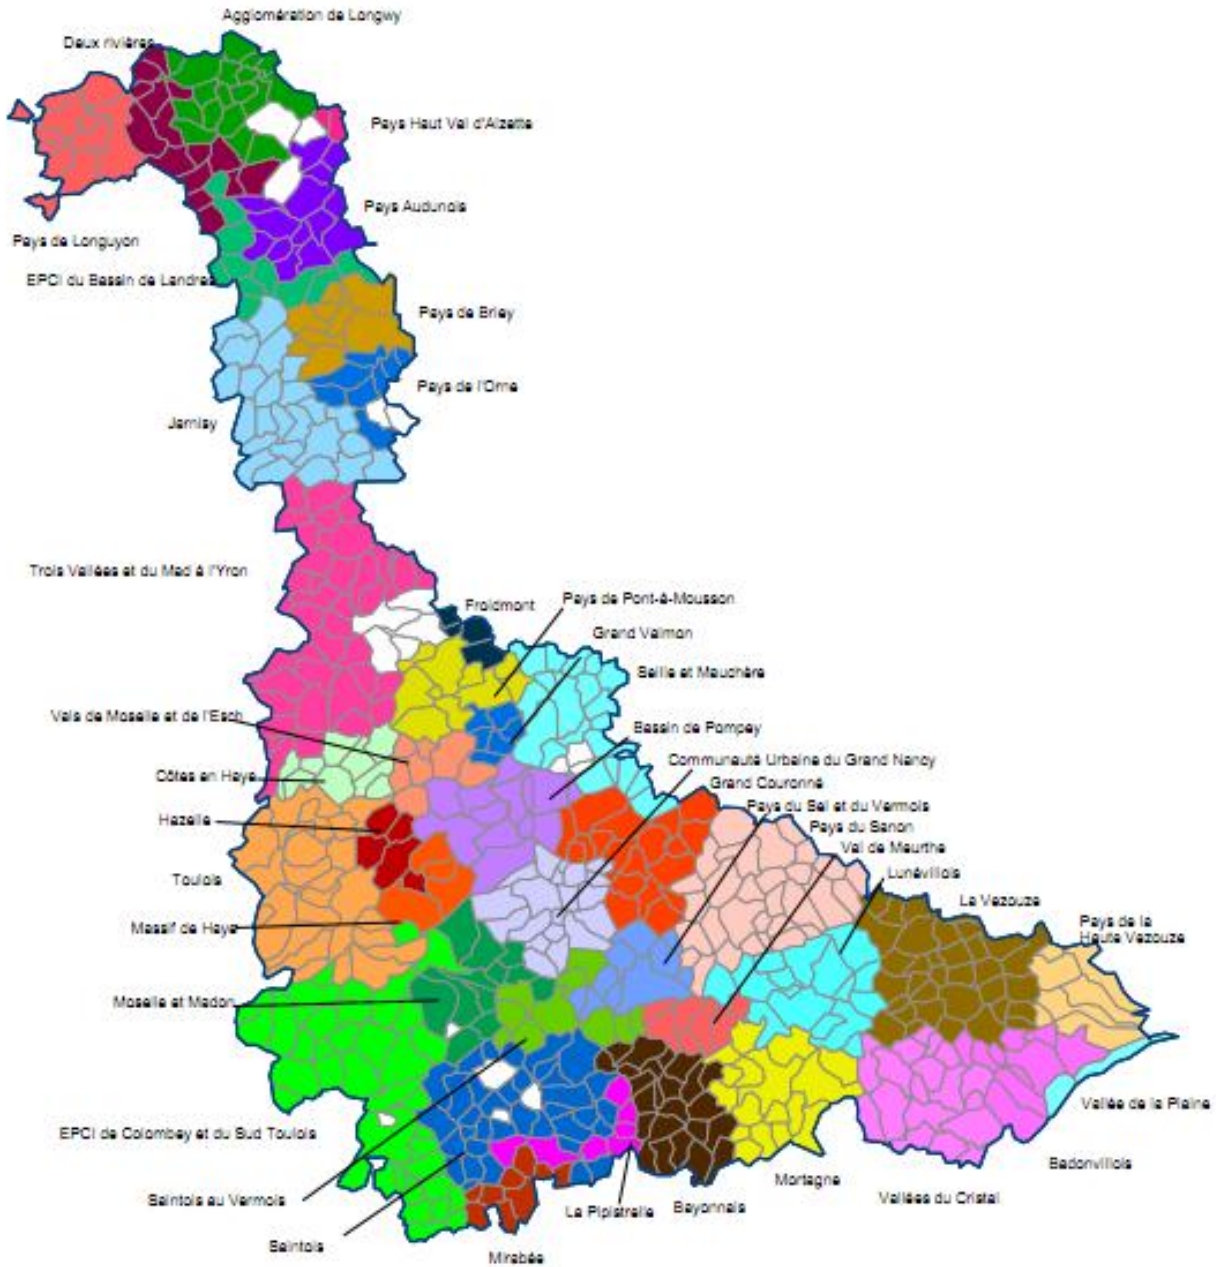 Agglomération de Longwy
Deux rivières
Pays Haut Val d'Alzette
Pays Audunois
Pays de Longuyon
EPCI du Bassin de Landres
Pays de Briey
Pays de l'Orne
Jarnisy
Trois Vallées et du Mad à l'Yron
Froidmont
Pays de Pont-à-Mousson
Grand Valmon
Seille et Mauchère
Vals de Moselle et de l'Esch
Bassin de Pompey
Communauté Urbaine du Grand Nancy
Côtes en Haye
Grand Couronné
Pays du Sel et du Vermois
Hazelle
Pays du Sanon
Val de Meurthe
Lunévillois
Toulois
La Vezouze
Massif de Haye
Pays de la
Haute Vezouze
Moselle et Madon
EPCI de Colombey et du Sud Toulois
Vallée de la Plaine
Badonvillois
Mortagne
Vallées du Cristal
Saintois au Vermois
La Pipistrelle
Bayonnais
Saintois
Mirabée